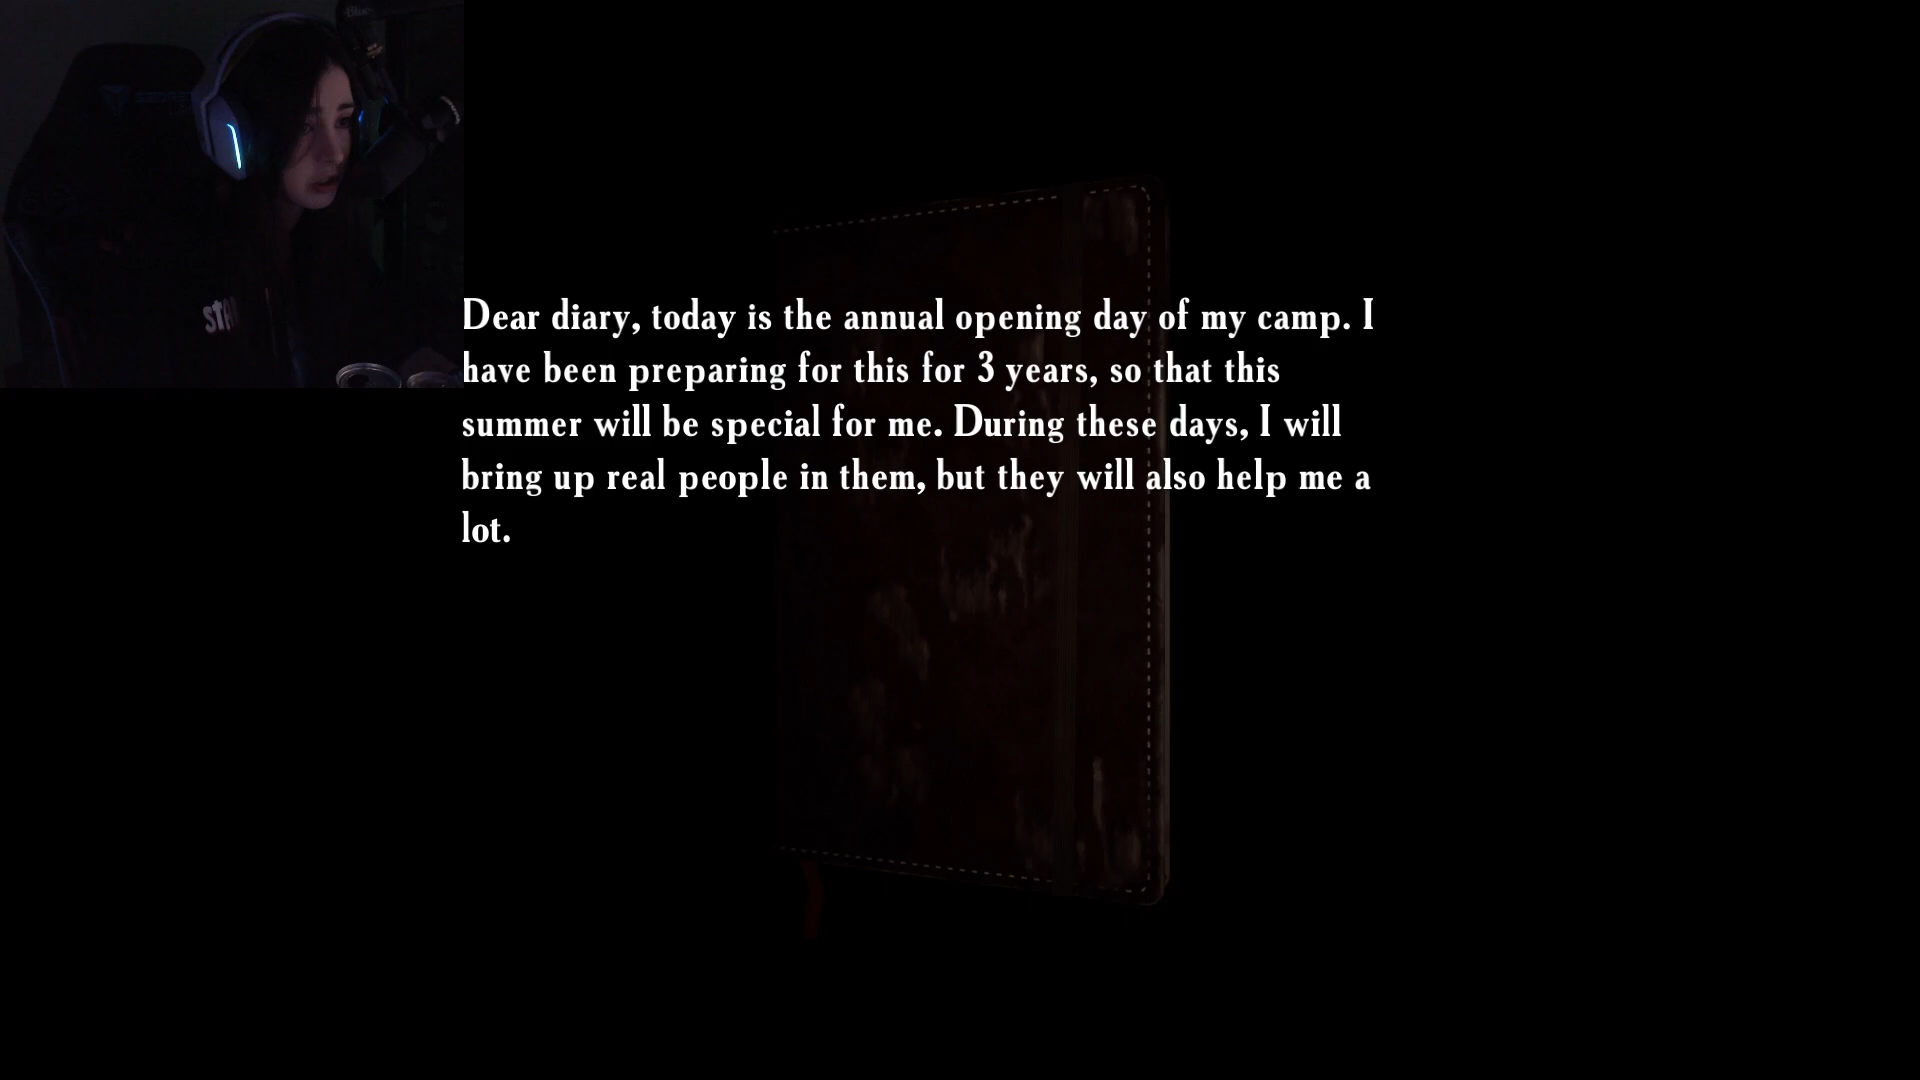 Dear diary, today is the annual opening day of my camp. I
have been preparing for this for 3 years, so that this
summer will be special for me. During these days, I will
bring up real people in them, but they will also help me a
lot.